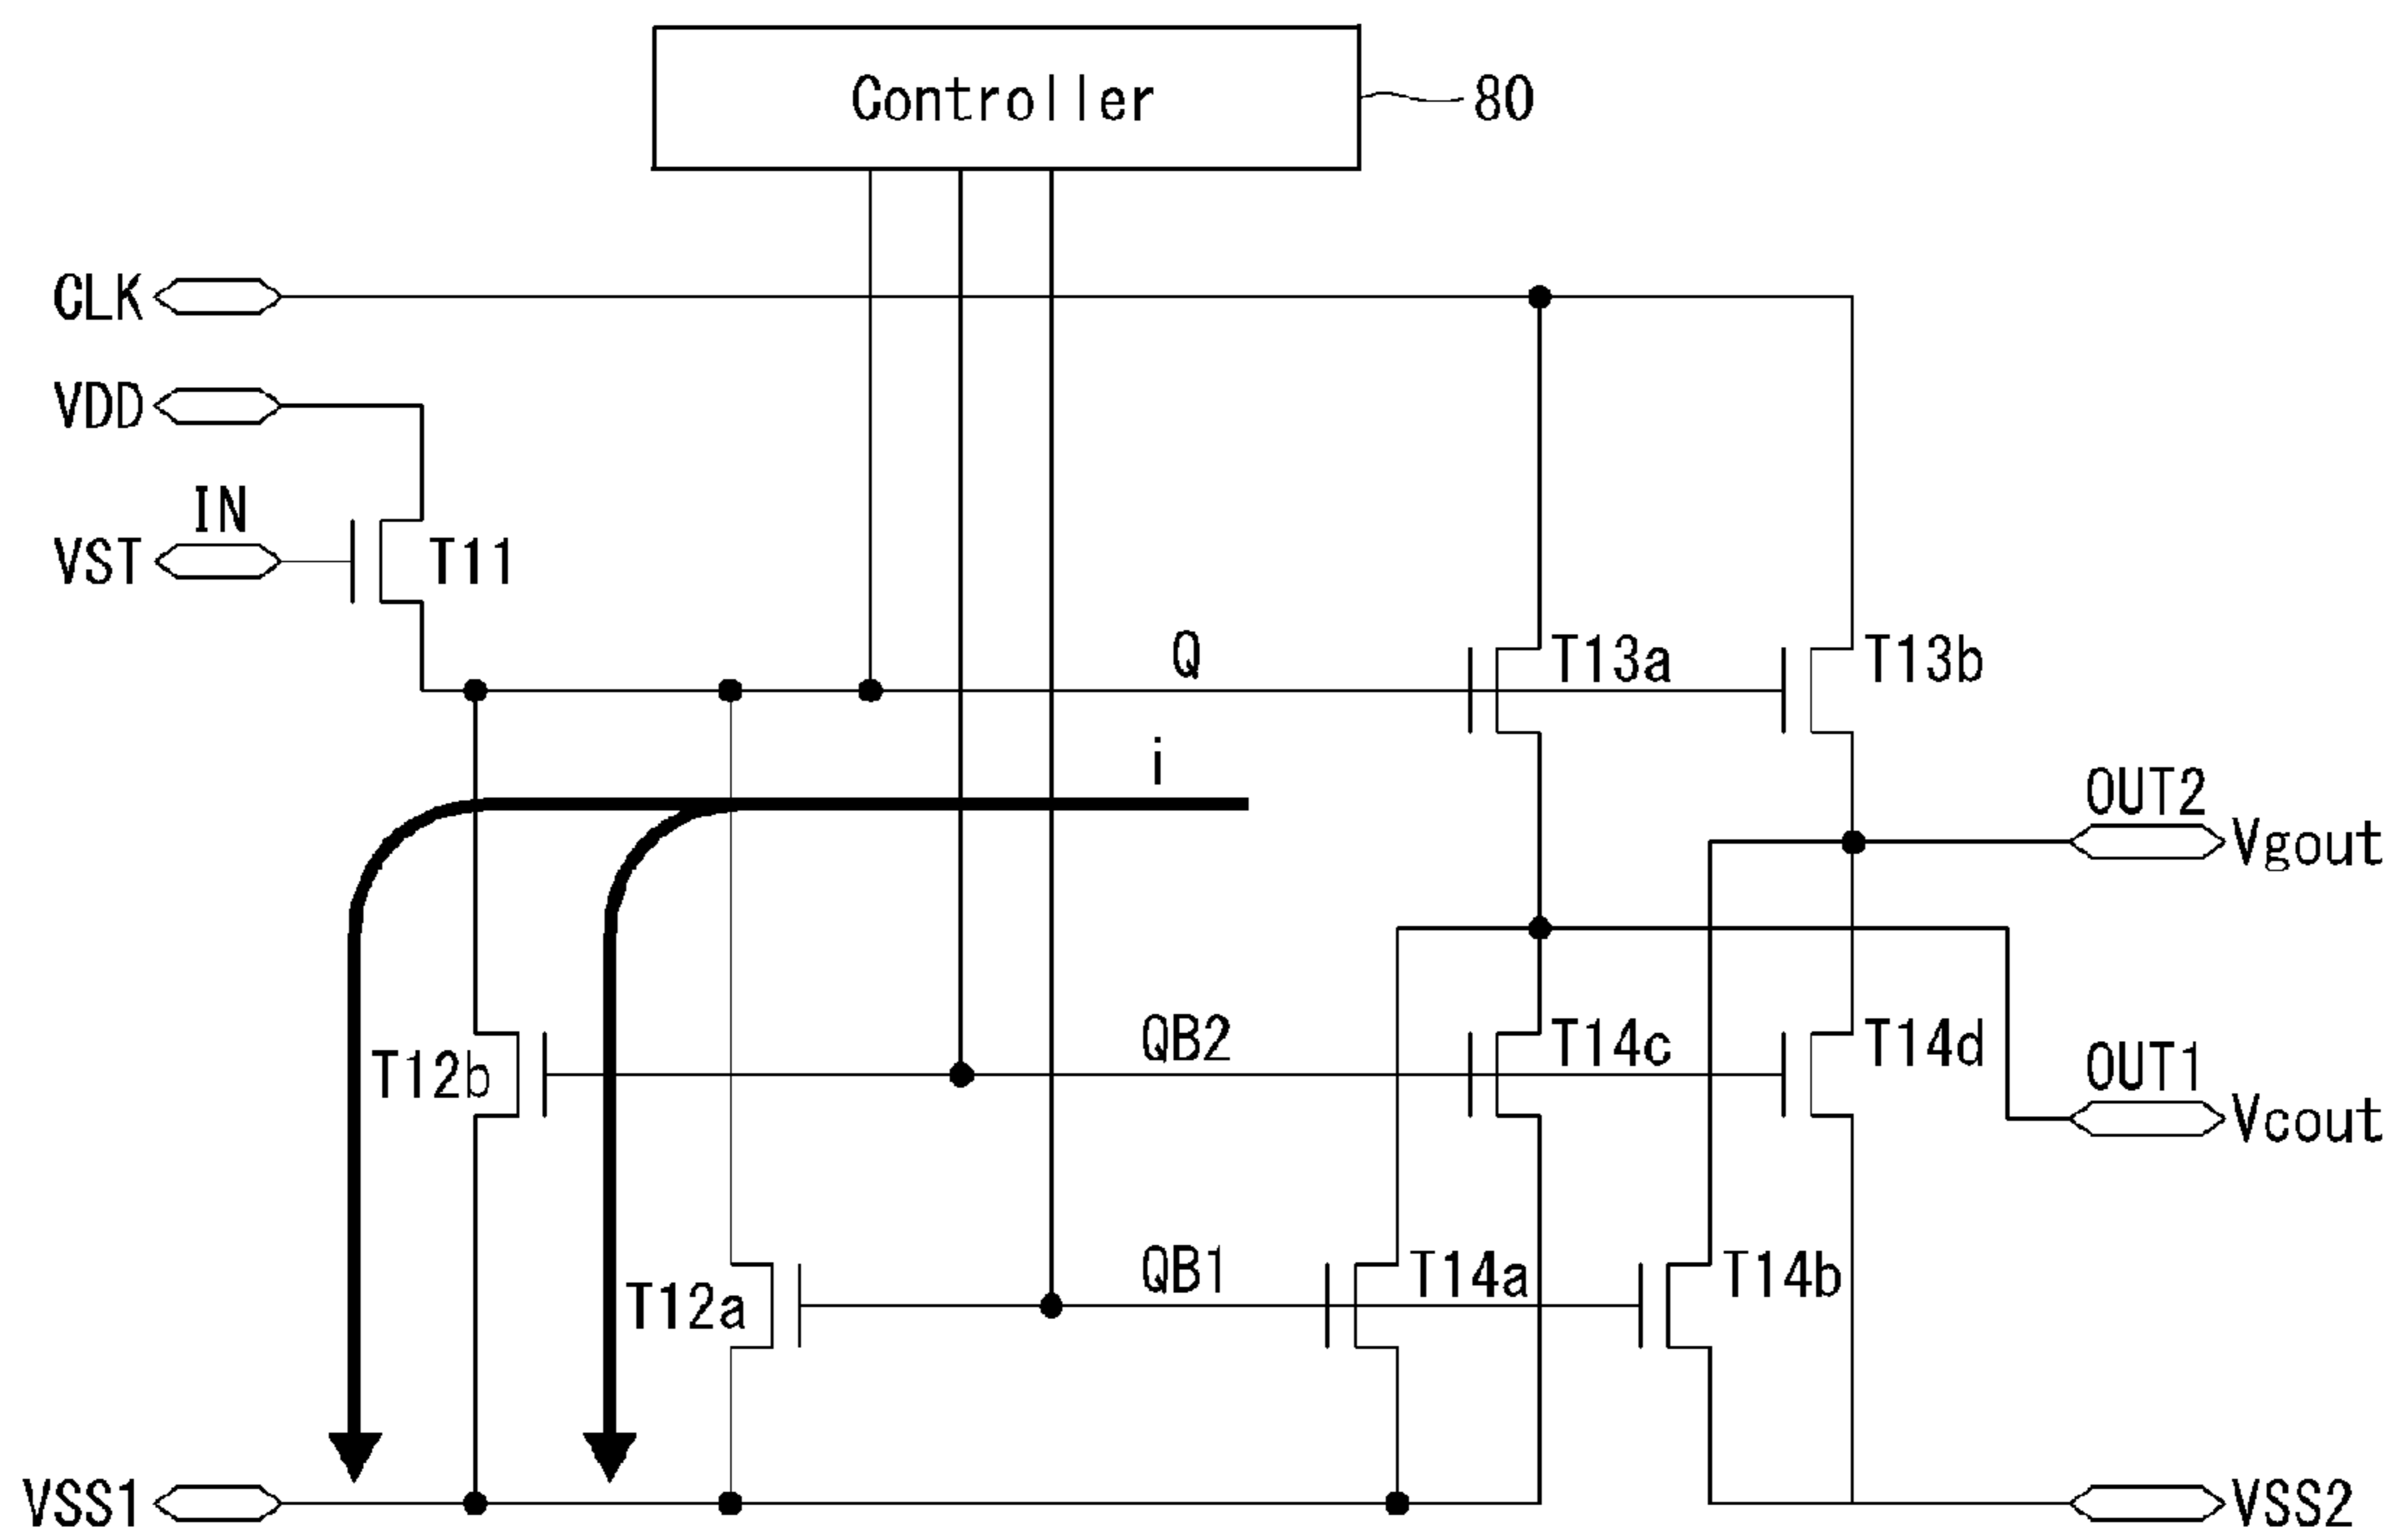 Controller
80
CLK
VDD
IN
VST
T11
Q
T13a
T13b
i
OUT2
Vgout
QB2
T14c
T14d
T12b
OUT1
Vcout
QB1
T14a
T14b
T12a
VSS1
VSS2